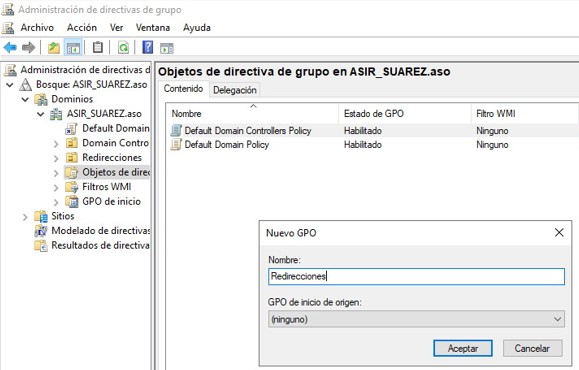 Administración de directivas de grupo
Archivo Acción Ver Ventana Ayuda
Administración de directivas d
Bosque: ASIR_SUAREZ.aso
Dominios
ASIR_SUAREZ.aso
Default Domain
Domain Contro
Redirecciones
Objetos de direc
Filtros WMI
GPO de inicio
Sitios
Modelado de directiva
Resultados de directiva
Objetos de directiva de grupo en ASIR_SUAREZ.aso
Contenido Delegación
Nombre Estado de GPO Filtro WMI
Default Domain Controllers Policy Habilitado Ninguno
Default Domain Policy Habilitado Ninguno
Nuevo GPO
Nombre:
Redirecciones
GPO de inicio de origen:
(ninguno)
Aceptar Cancelar